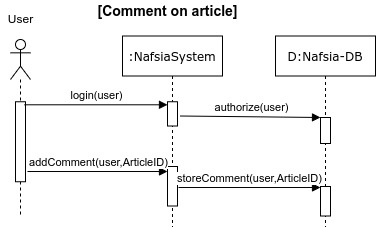 [Comment on article]
User
:NafsiaSystem
D:Nafsia-DB
login(user)
authorize(user)
addComment(user,ArticleID)
storeComment(user,ArticleID)